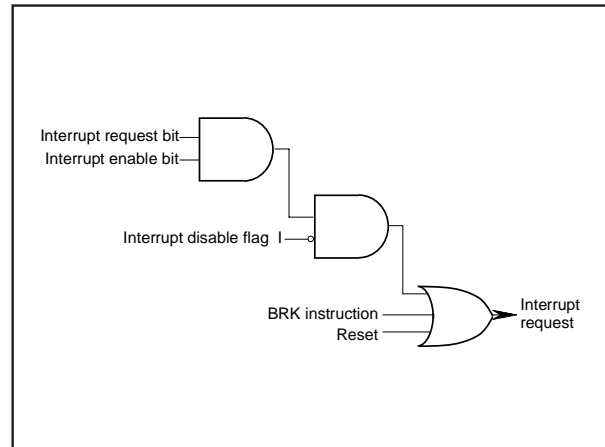 Interrupt request bit
Interrupt enable bit
Interrupt disable flag I
BRK instruction
Reset
Interrupt
request